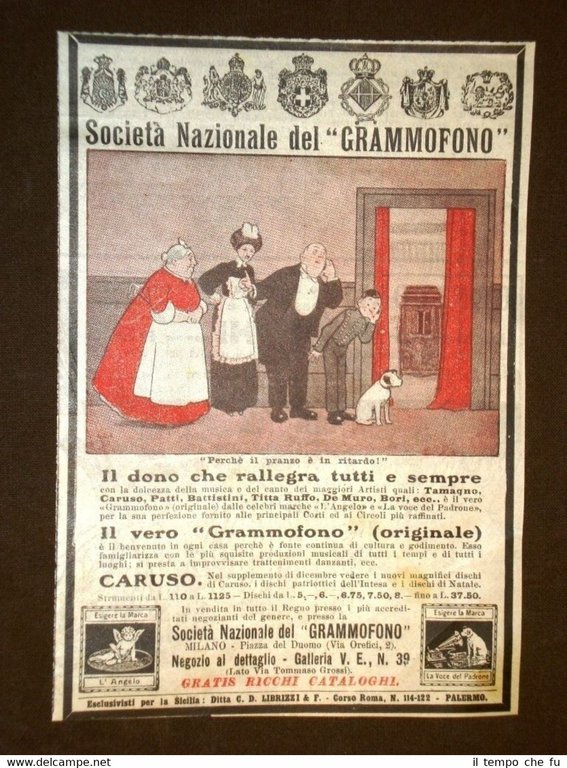 Società Nazionale del "GRAMMOFONO"
"Perchè il pranzo è in ritardo!"
Il dono che rallegra tutti e sempre
con la dolcezza della musica e del canto dei maggiori Artisti quali: Tamagno,
Caruso, Patti, Battistini, Titta Ruffo, De Muro, Bori, ecc., è il vero
«Grammofono» (originale) dalle celebri marche «L'Angelo» e «La voce del Padrone»,
per la sua perfezione fornito alle principali Corti ed ai Circoli più raffinati.
Il vero "Grammofono" (originale)
è il benvenuto in ogni casa perchè è fonte continua di cultura e godimento. Esso
famigliarizza con le più squisite produzioni musicali di tutti i tempi e di tutti i
luoghi; si presta a improvvisare trattenimenti danzanti, ecc.
CARUSO. Nel supplemento di dicembre vedere i nuovi magnifici dischi
di Caruso, i dischi patriottici dell'Intesa e i dischi di Natale.
Strumenti da L. 110 a L. 1125 - Dischi da L. 5,—, 6.—, 6.75, 7.50, 8.— fino a L. 37.50.
In vendita in tutto il Regno presso i più accredi-
tati negozianti del genere, e presso la
Società Nazionale del "GRAMMOFONO"
MILANO - Piazza del Duomo (Via Orefici, 2).
Negozio al dettaglio - Galleria V. E., N. 39
(Lato Via Tommaso Grossi).
GRATIS RICCHI CATALOGHI.
Esigere la Marca
L'Angelo
Esigere la Marca
La Voce del Padrone
Esclusivisti per la Sicilia: Ditta C. D. LIBRIZZI & F. - Corso Roma, N. 114-122 - PALERMO.
il tempo che fu